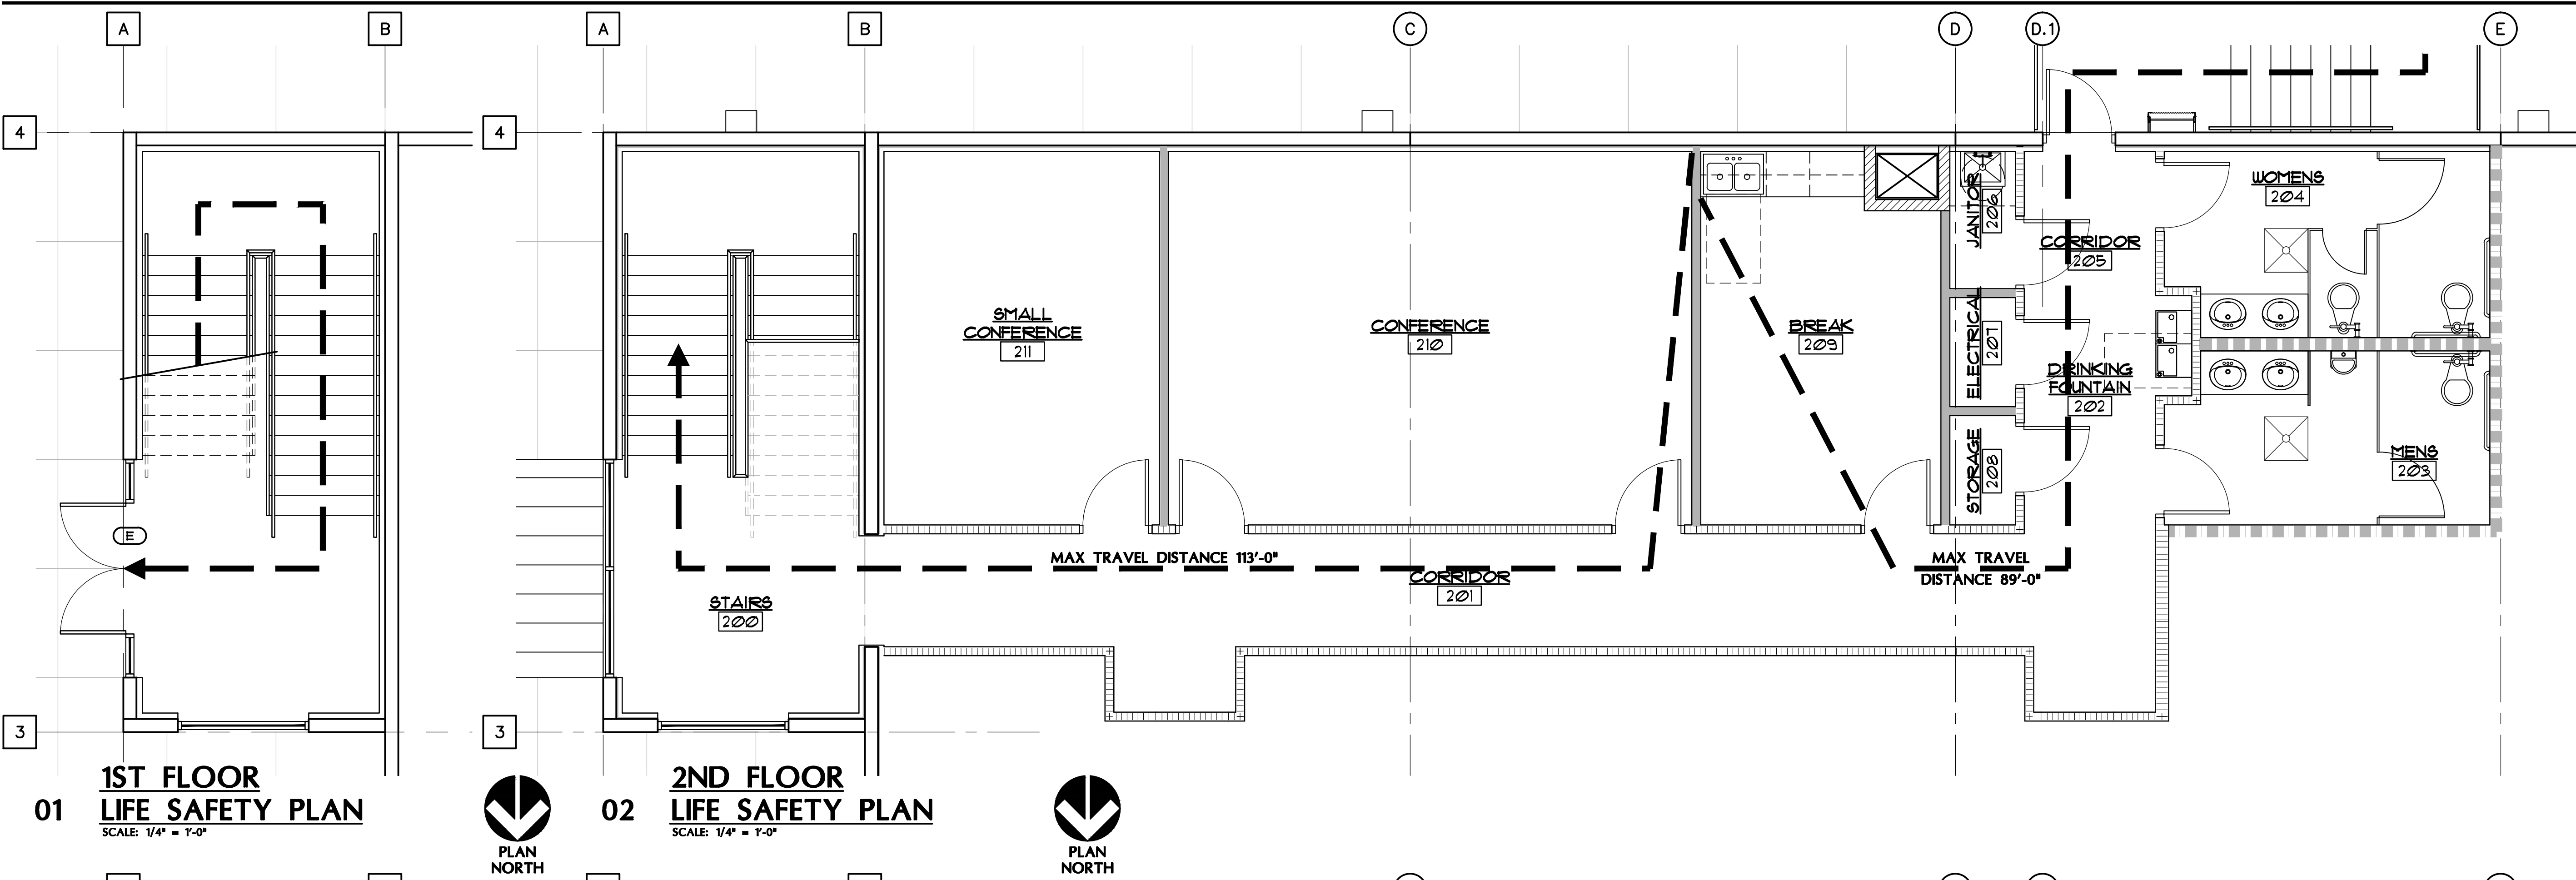 A
B
A
B
C
D
D.1
E
4
4
WOMENS
204
JANITOR
206
CORRIDOR
205
SMALL
CONFERENCE
211
CONFERENCE
210
BREAK
209
ELECTRICAL
207
DRINKING
FOUNTAIN
202
STORAGE
208
MENS
203
E
MAX TRAVEL DISTANCE 113'-0"
MAX TRAVEL
DISTANCE 89'-0"
CORRIDOR
201
STAIRS
200
3
3
01
1ST FLOOR
LIFE SAFETY PLAN
SCALE: 1/4" = 1'-0"
PLAN
NORTH
02
2ND FLOOR
LIFE SAFETY PLAN
SCALE: 1/4" = 1'-0"
PLAN
NORTH